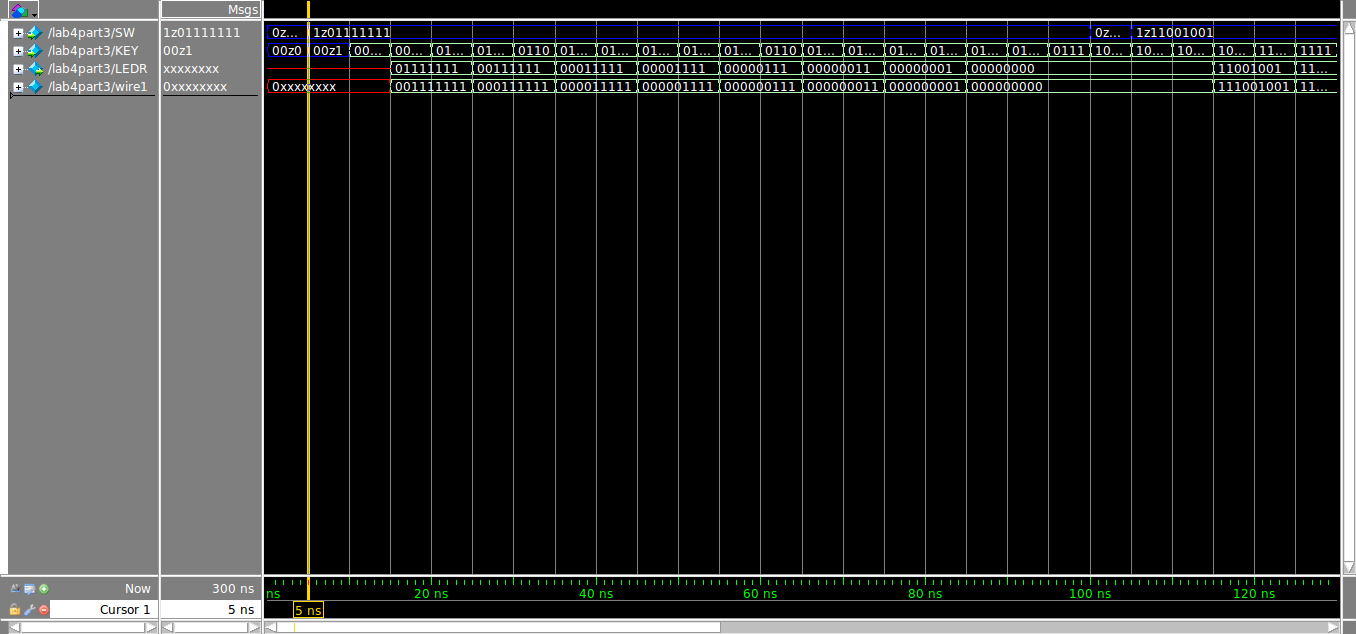 Msgs
/lab4part3/SW 1z01111111 0z... 1z01111111 0z... 1z11001001
/lab4part3/KEY 00z1 00z0 00z1 00... 00... 01... 01... 0110 01... 01... 01... 01... 01... 0110 01... 01... 01... 01... 01... 01... 0111 10... 10... 10... 10... 11... 1111
/lab4part3/LEDR xxxxxxxx 01111111 00111111 00011111 00001111 00000111 00000011 00000001 00000000 11001001 11...
/lab4part3/wire1 0xxxxxxxx 0xxxxxxxx 001111111 000111111 000011111 000001111 000000111 000000011 000000001 000000000 111001001 11...
Now 300 ns ns 20 ns 40 ns 60 ns 80 ns 100 ns 120 ns
Cursor 1 5 ns 5 ns